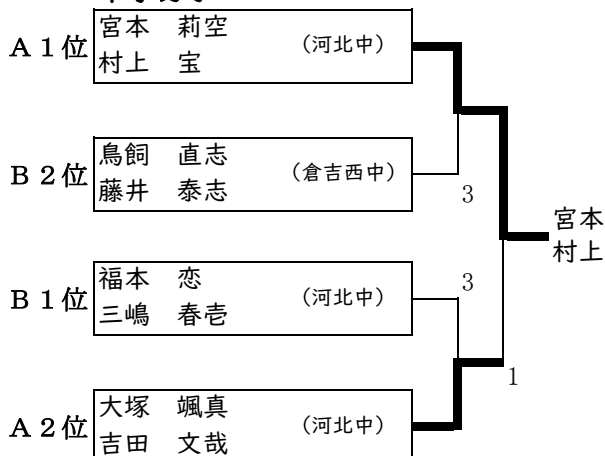 A1位
宮本 莉空
村上 宝
(河北中)
B2位
鳥飼 直志
藤井 泰志
(倉吉西中)
3
宮本
村上
B1位
福本 恋
三嶋 春壱
(河北中)
3
1
A2位
大塚 颯真
吉田 文哉
(河北中)